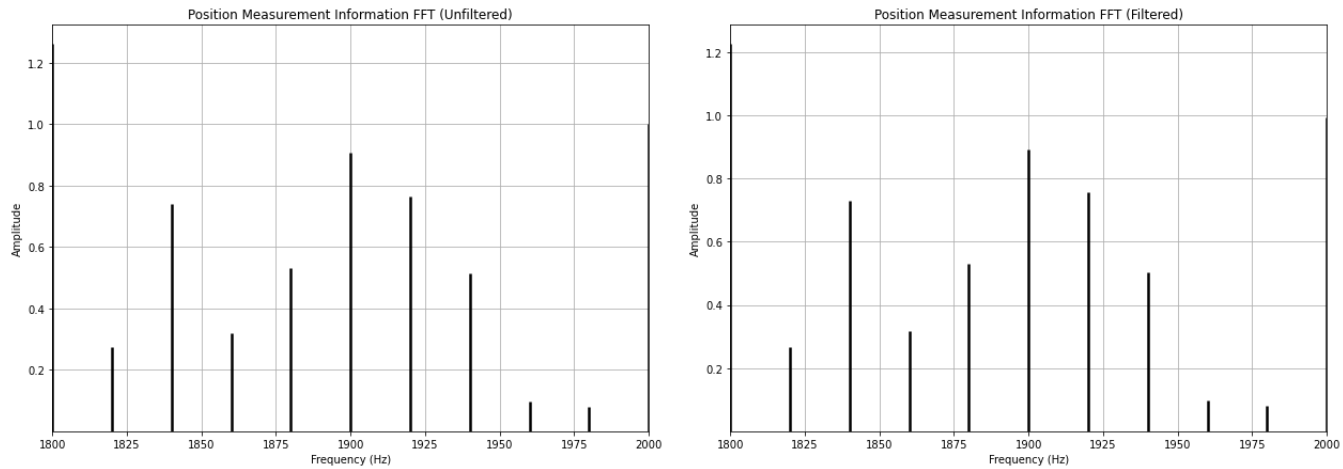 Position Measurement Information FFT (Unfiltered)
1.2
1.0
0.8
0.6
0.4
0.2
Amplitude
1800 1825 1850 1875 1900 1925 1950 1975 2000
Frequency (Hz)
Position Measurement Information FFT (Filtered)
1.2
1.0
0.8
0.6
0.4
0.2
Amplitude
1800 1825 1850 1875 1900 1925 1950 1975 2000
Frequency (Hz)